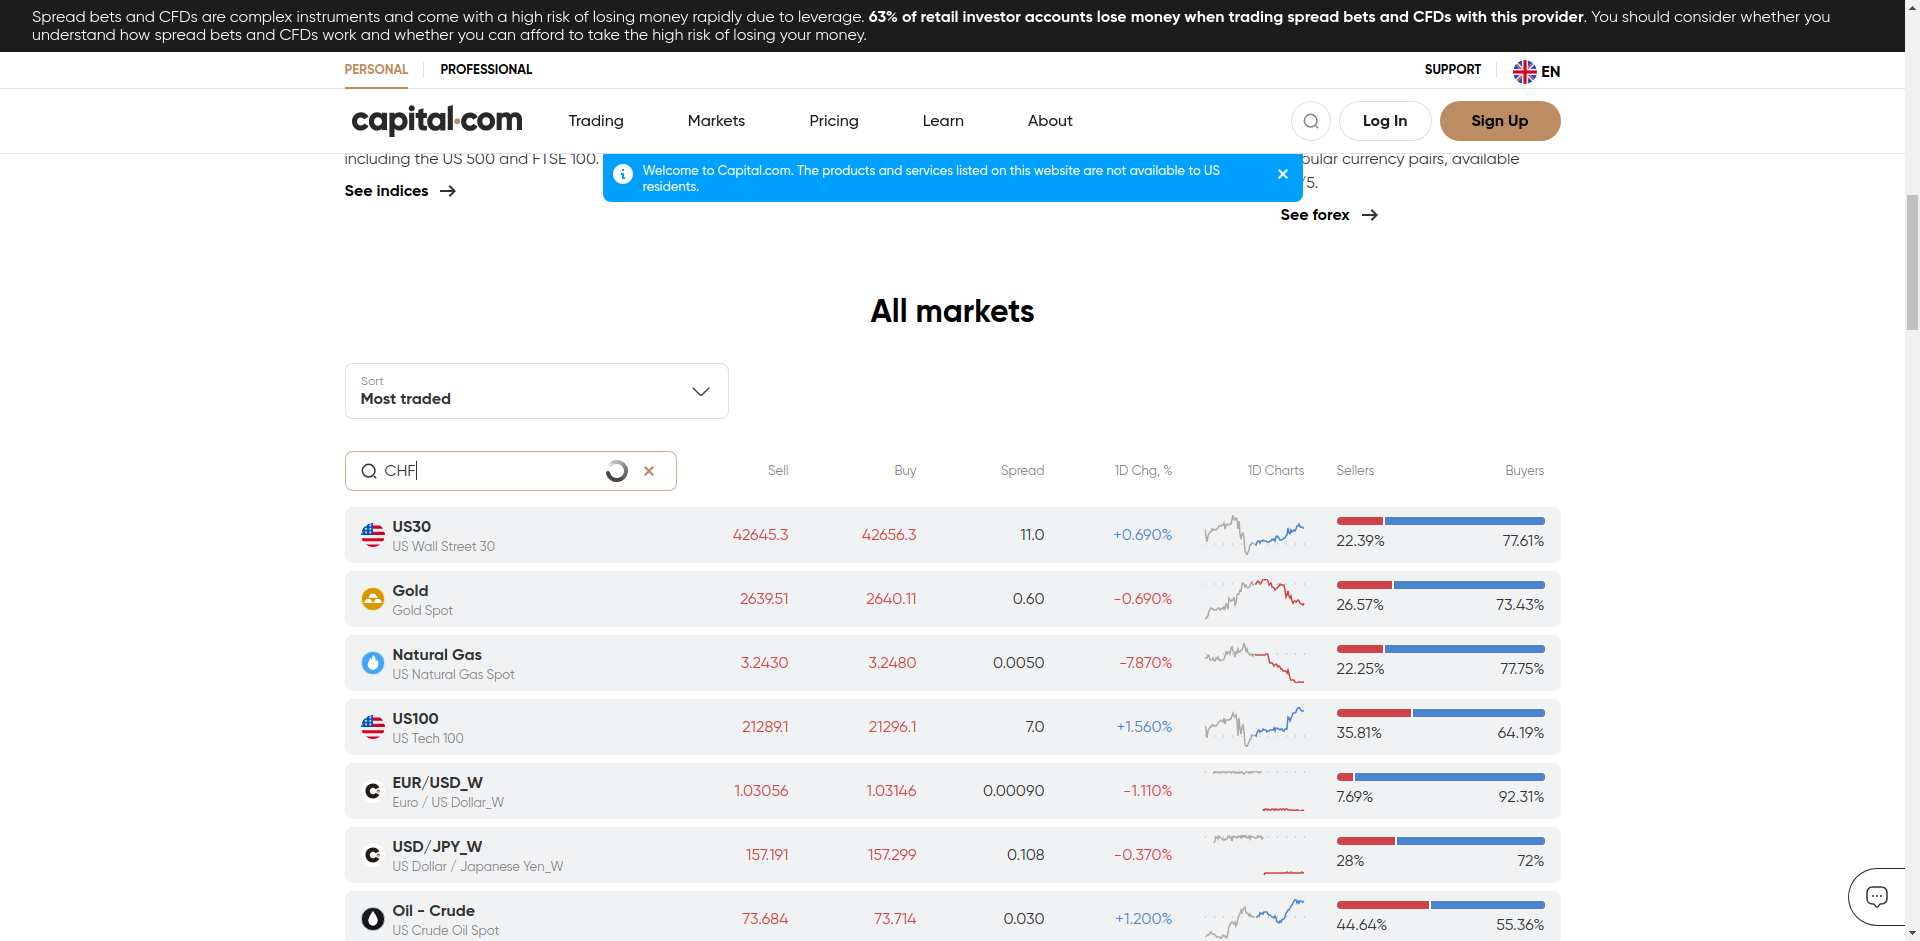 Spread bets and CFDs are complex instruments and come with a high risk of losing money rapidly due to leverage. 63% of retail investor accounts lose money when trading spread bets and CFDs with this provider. You should consider whether you
understand how spread bets and CFDs work and whether you can afford to take the high risk of losing your money.
PERSONAL PROFESSIONAL SUPPORT EN
capital.com Trading Markets Pricing Learn About Log In Sign Up
including the US 500 and FTSE 100. pular currency pairs, available
Welcome to Capital.com. The products and services listed on this website are not available to US
residents.
/5.
See indices
See forex
All markets
Sort
Most traded
CHF Sell Buy Spread 1D Chg, % 1D Charts Sellers Buyers
US30
US Wall Street 30
42645.3 42656.3 11.0 +0.690% 22.39% 77.61%
Gold
Gold Spot
2639.51 2640.11 0.60 -0.690% 26.57% 73.43%
Natural Gas
US Natural Gas Spot
3.2430 3.2480 0.0050 -7.870% 22.25% 77.75%
US100
US Tech 100
21289.1 21296.1 7.0 +1.560% 35.81% 64.19%
EUR/USD_W
Euro / US Dollar_W
1.03056 1.03146 0.00090 -1.110% 7.69% 92.31%
USD/JPY_W
US Dollar / Japanese Yen_W
157.191 157.299 0.108 -0.370% 28% 72%
Oil - Crude
US Crude Oil Spot
73.684 73.714 0.030 +1.200% 44.64% 55.36%